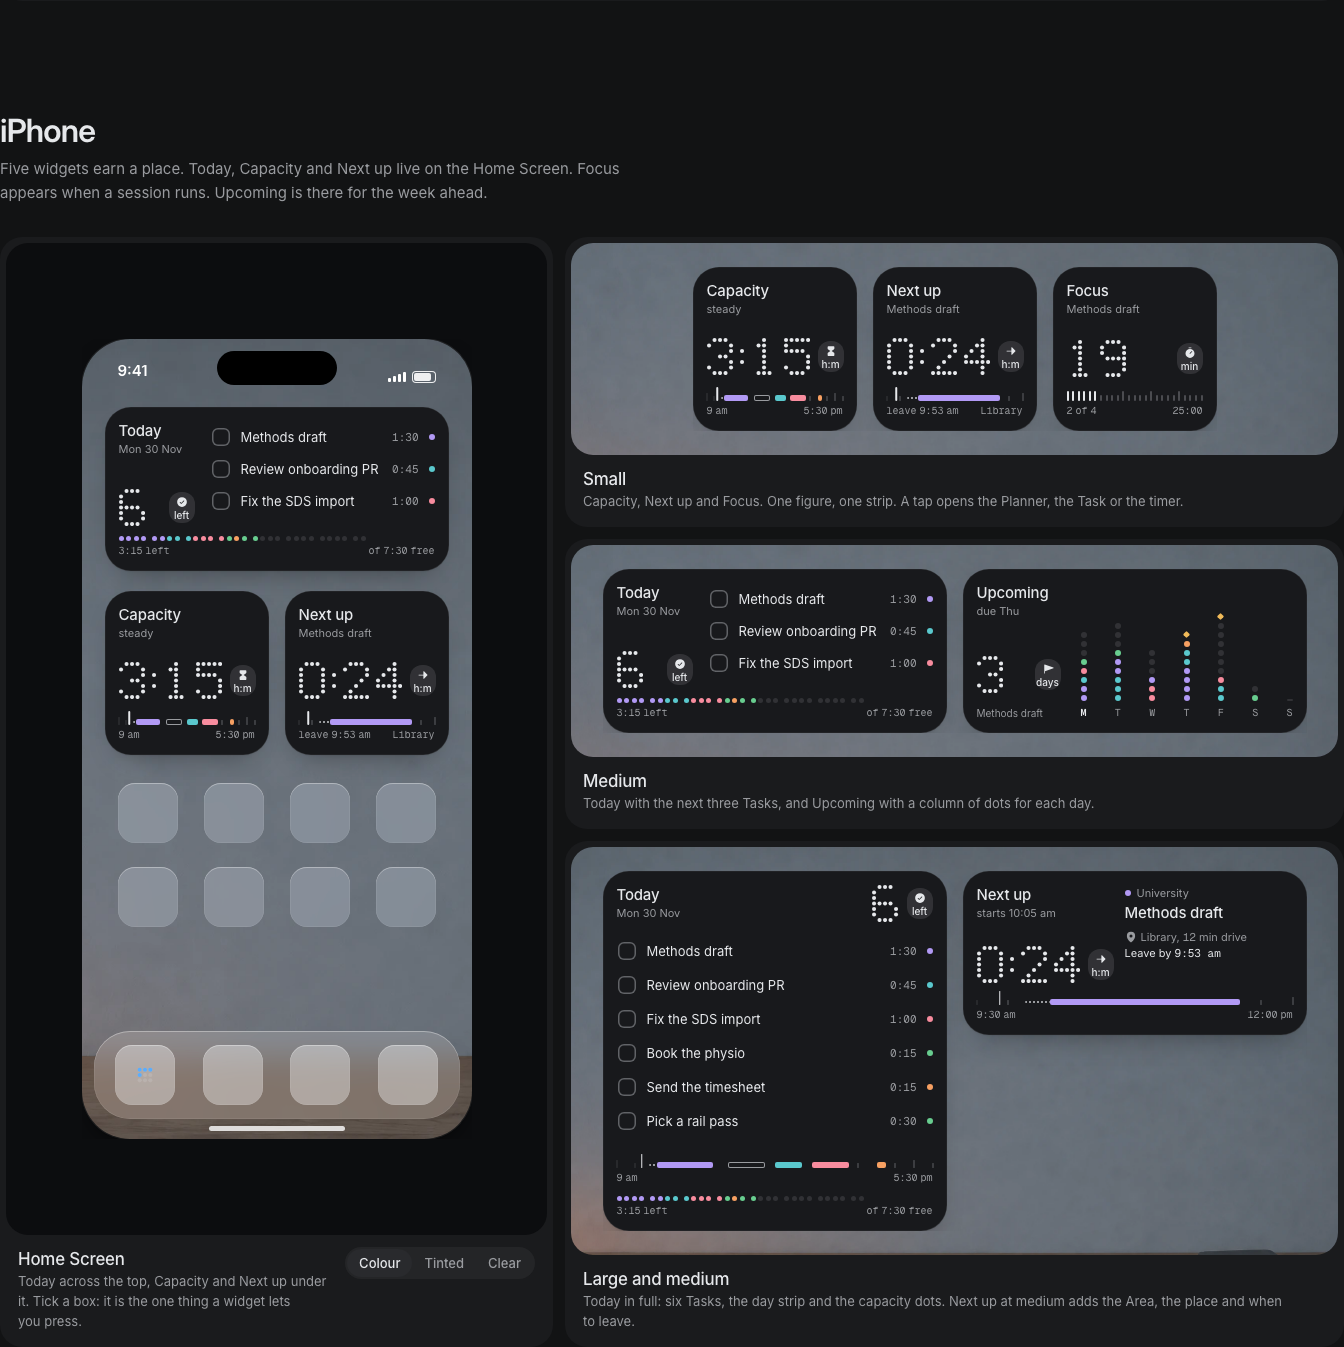 iPhone
Five widgets earn a place. Today, Capacity and Next up live on the Home Screen. Focus
appears when a session runs. Upcoming is there for the week ahead.
9:41
Today
Mon 30 Nov
6
left
Methods draft 1:30
Review onboarding PR 0:45
Fix the SDS import 1:00
3:15 left of 7:30 free
Capacity
steady
3:15
h:m
9 am 5:30 pm
Next up
Methods draft
0:24
h:m
leave 9:53 am Library
Home Screen
Today across the top, Capacity and Next up under
it. Tick a box: it is the one thing a widget lets
you press.
Colour Tinted Clear
Capacity
steady
3:15
h:m
9 am 5:30 pm
Next up
Methods draft
0:24
h:m
leave 9:53 am Library
Focus
Methods draft
19
min
2 of 4 25:00
Small
Capacity, Next up and Focus. One figure, one strip. A tap opens the Planner, the Task or the timer.
Today
Mon 30 Nov
6
left
Methods draft 1:30
Review onboarding PR 0:45
Fix the SDS import 1:00
3:15 left of 7:30 free
Upcoming
due Thu
3
days
Methods draft
M T W T F S S
Medium
Today with the next three Tasks, and Upcoming with a column of dots for each day.
Today
Mon 30 Nov
6
left
Methods draft 1:30
Review onboarding PR 0:45
Fix the SDS import 1:00
Book the physio 0:15
Send the timesheet 0:15
Pick a rail pass 0:30
9 am 5:30 pm
3:15 left of 7:30 free
Next up
starts 10:05 am
0:24
h:m
University
Methods draft
Library, 12 min drive
Leave by 9:53 am
9:30 am 12:00 pm
Large and medium
Today in full: six Tasks, the day strip and the capacity dots. Next up at medium adds the Area, the place and when
to leave.